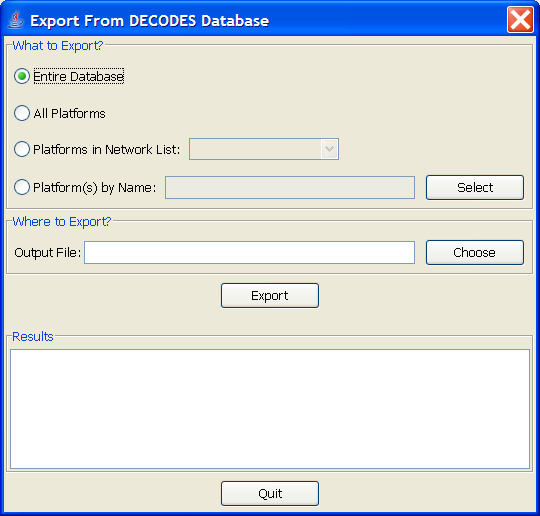 Export From DECODES Database
What to Export?
Entire Database
All Platforms
Platforms in Network List:
Platform(s) by Name: Select
Where to Export?
Output File: Choose
Export
Results
Quit